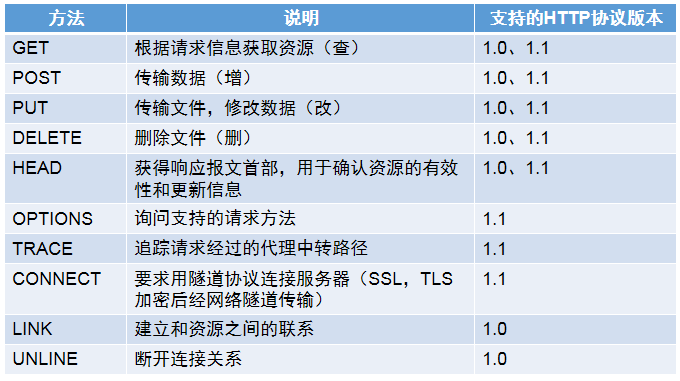 方法 说明 支持的HTTP协议版本
GET 根据请求信息获取资源（查） 1.0、1.1
POST 传输数据（增） 1.0、1.1
PUT 传输文件，修改数据（改） 1.0、1.1
DELETE 删除文件（删） 1.0、1.1
HEAD 获得响应报文首部，用于确认资源的有效 1.0、1.1
性和更新信息
OPTIONS 询问支持的请求方法 1.1
TRACE 追踪请求经过的代理中转路径 1.1
CONNECT 要求用隧道协议连接服务器（SSL，TLS 1.1
加密后经网络隧道传输）
LINK 建立和资源之间的联系 1.0
UNLINE 断开连接关系 1.0